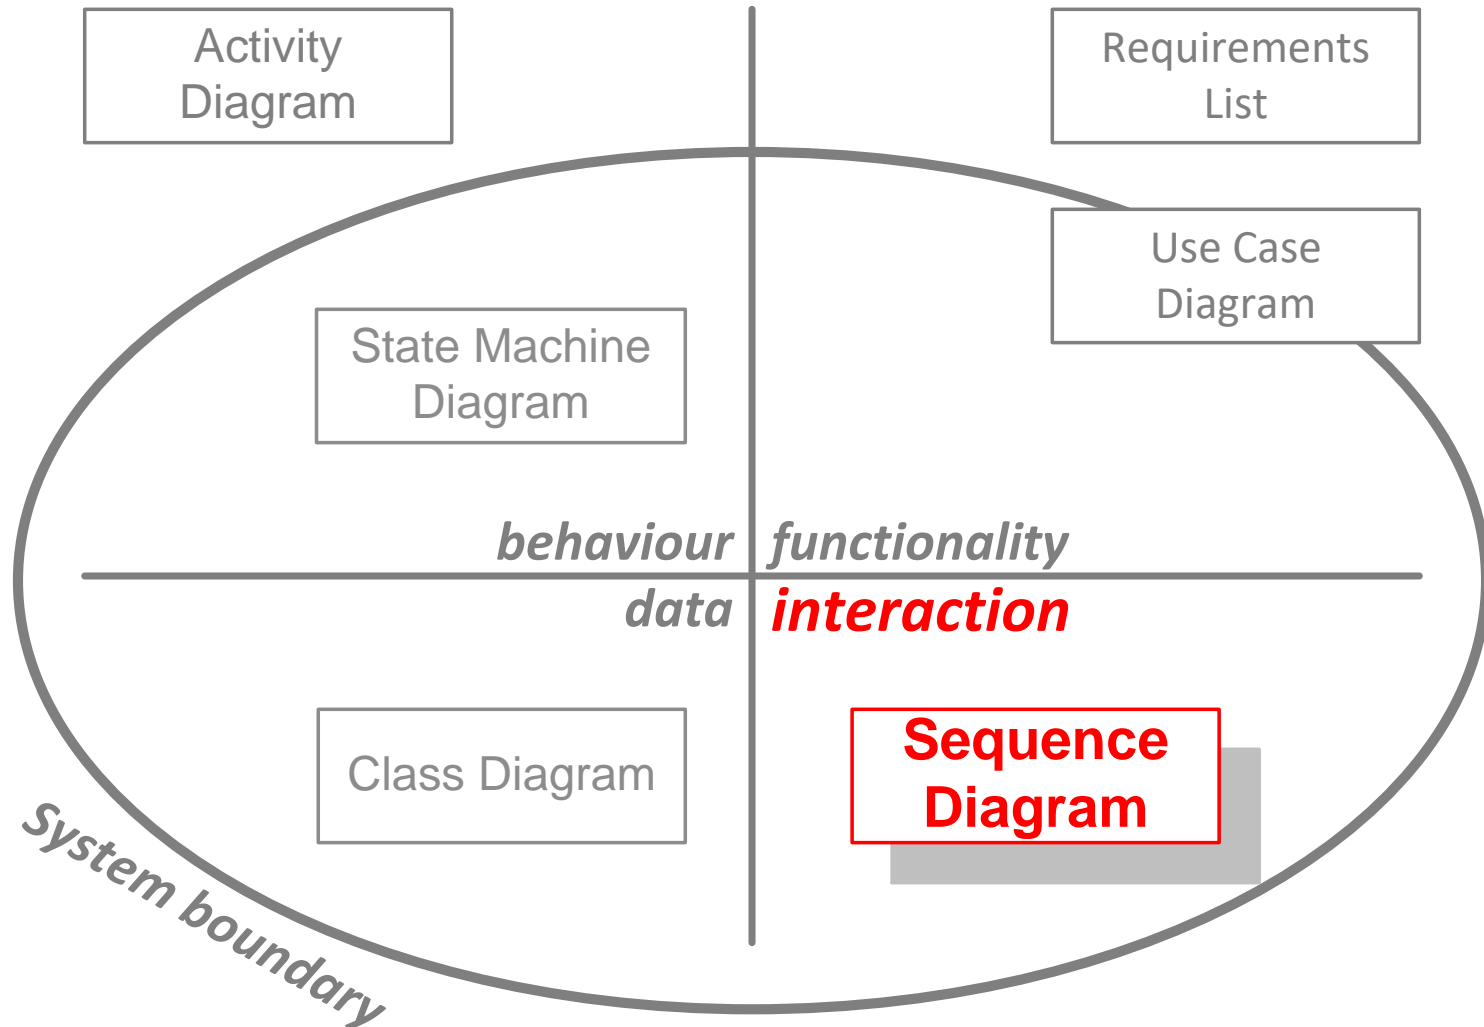 Activity
Diagram
Requirements
List
Use Case
Diagram
State Machine
Diagram
behaviour
functionality
data
interaction
Class Diagram
Sequence
Diagram
System boundary